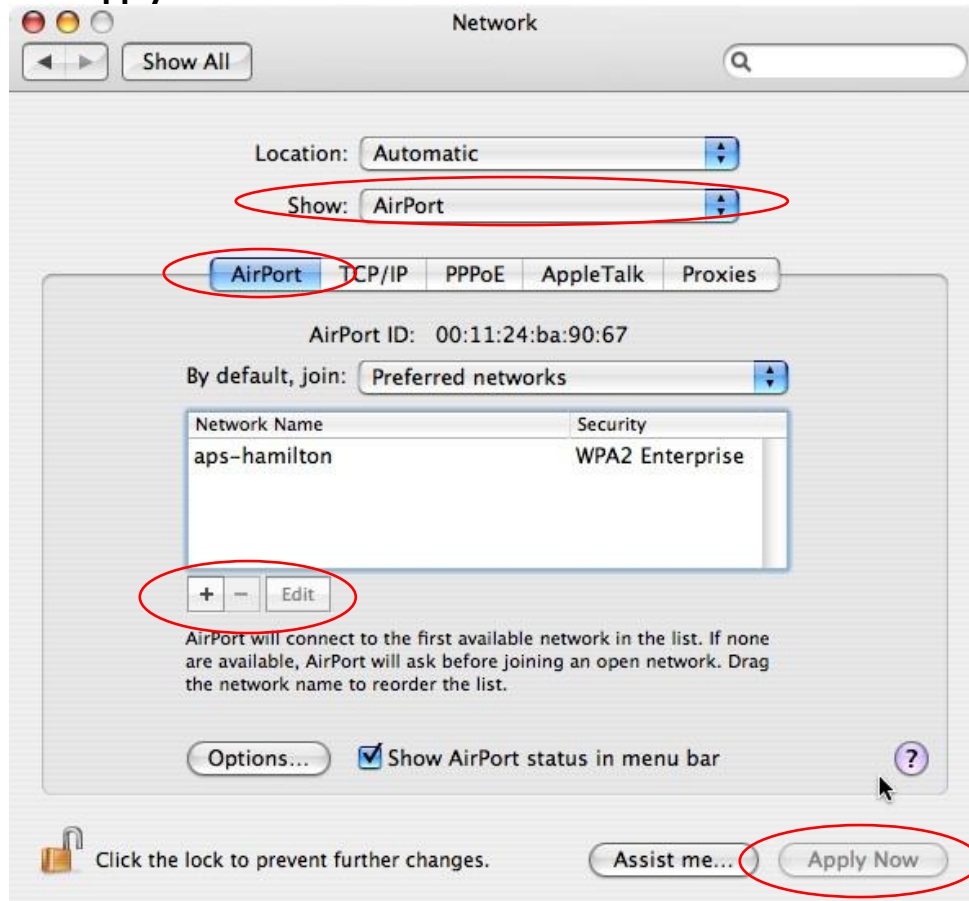 Network
Show All
Location: Automatic
Show: AirPort
AirPort TCP/IP PPPoE AppleTalk Proxies
AirPort ID: 00:11:24:ba:90:67
By default, join: Preferred networks
Network Name Security
aps-hamilton WPA2 Enterprise
+ - Edit
AirPort will connect to the first available network in the list. If none
are available, AirPort will ask before joining an open network. Drag
the network name to reorder the list.
Options... Show AirPort status in menu bar ?
Click the lock to prevent further changes. Assist me... Apply Now